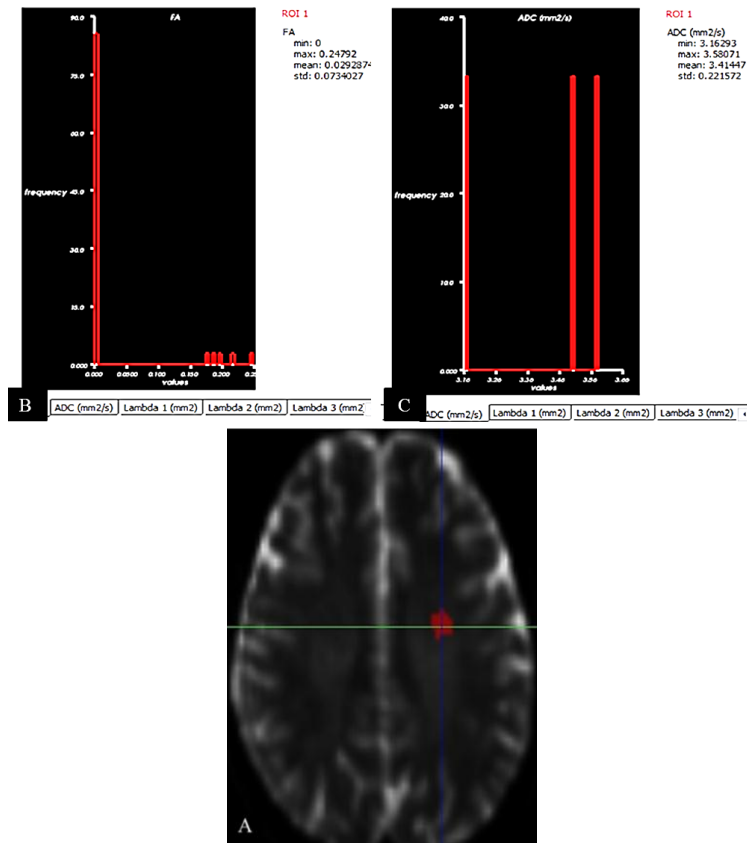 FA
90.0
75.0
60.0
45.0
30.0
15.0
0.000
frequency
0.000 0.0500 0.100 0.150 0.200 0.25
values
ROI 1
FA
min: 0
max: 0.24792
mean: 0.029287
std: 0.0734027
B
ADC (mm2/s) Lambda 1 (mm2) Lambda 2 (mm2) Lambda 3 (mm2)
ADC (mm2/s)
40.0
30.0
20.0
10.0
0.000
frequency
3.10 3.20 3.30 3.40 3.50 3.60
values
ROI 1
ADC (mm2/s)
min: 3.16293
max: 3.58071
mean: 3.41447
std: 0.221572
C
ADC (mm2/s) Lambda 1 (mm2) Lambda 2 (mm2) Lambda 3 (mm2)
A